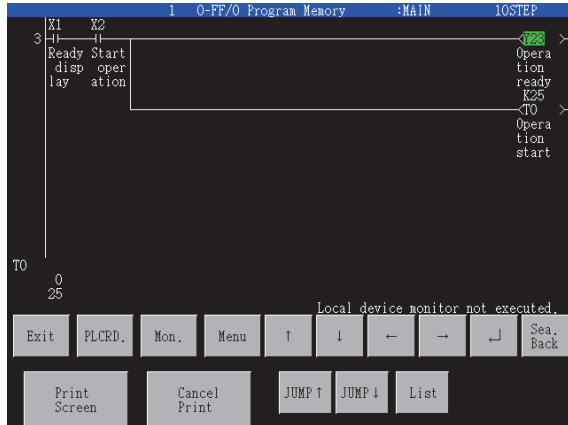 1 0-FF/0 Program Memory :MAIN 10STEP
X1 X2
3 Y23
Ready Start Opera
disp oper tion
lay ation ready
K25
T0
Opera
tion
start
T0
0
25
Local device monitor not executed.
Exit PLCRD. Mon. Menu ↑ ↓ ← → ↵ Sea.
Back
Print Cancel JUMP↑ JUMP↓ List
Screen Print